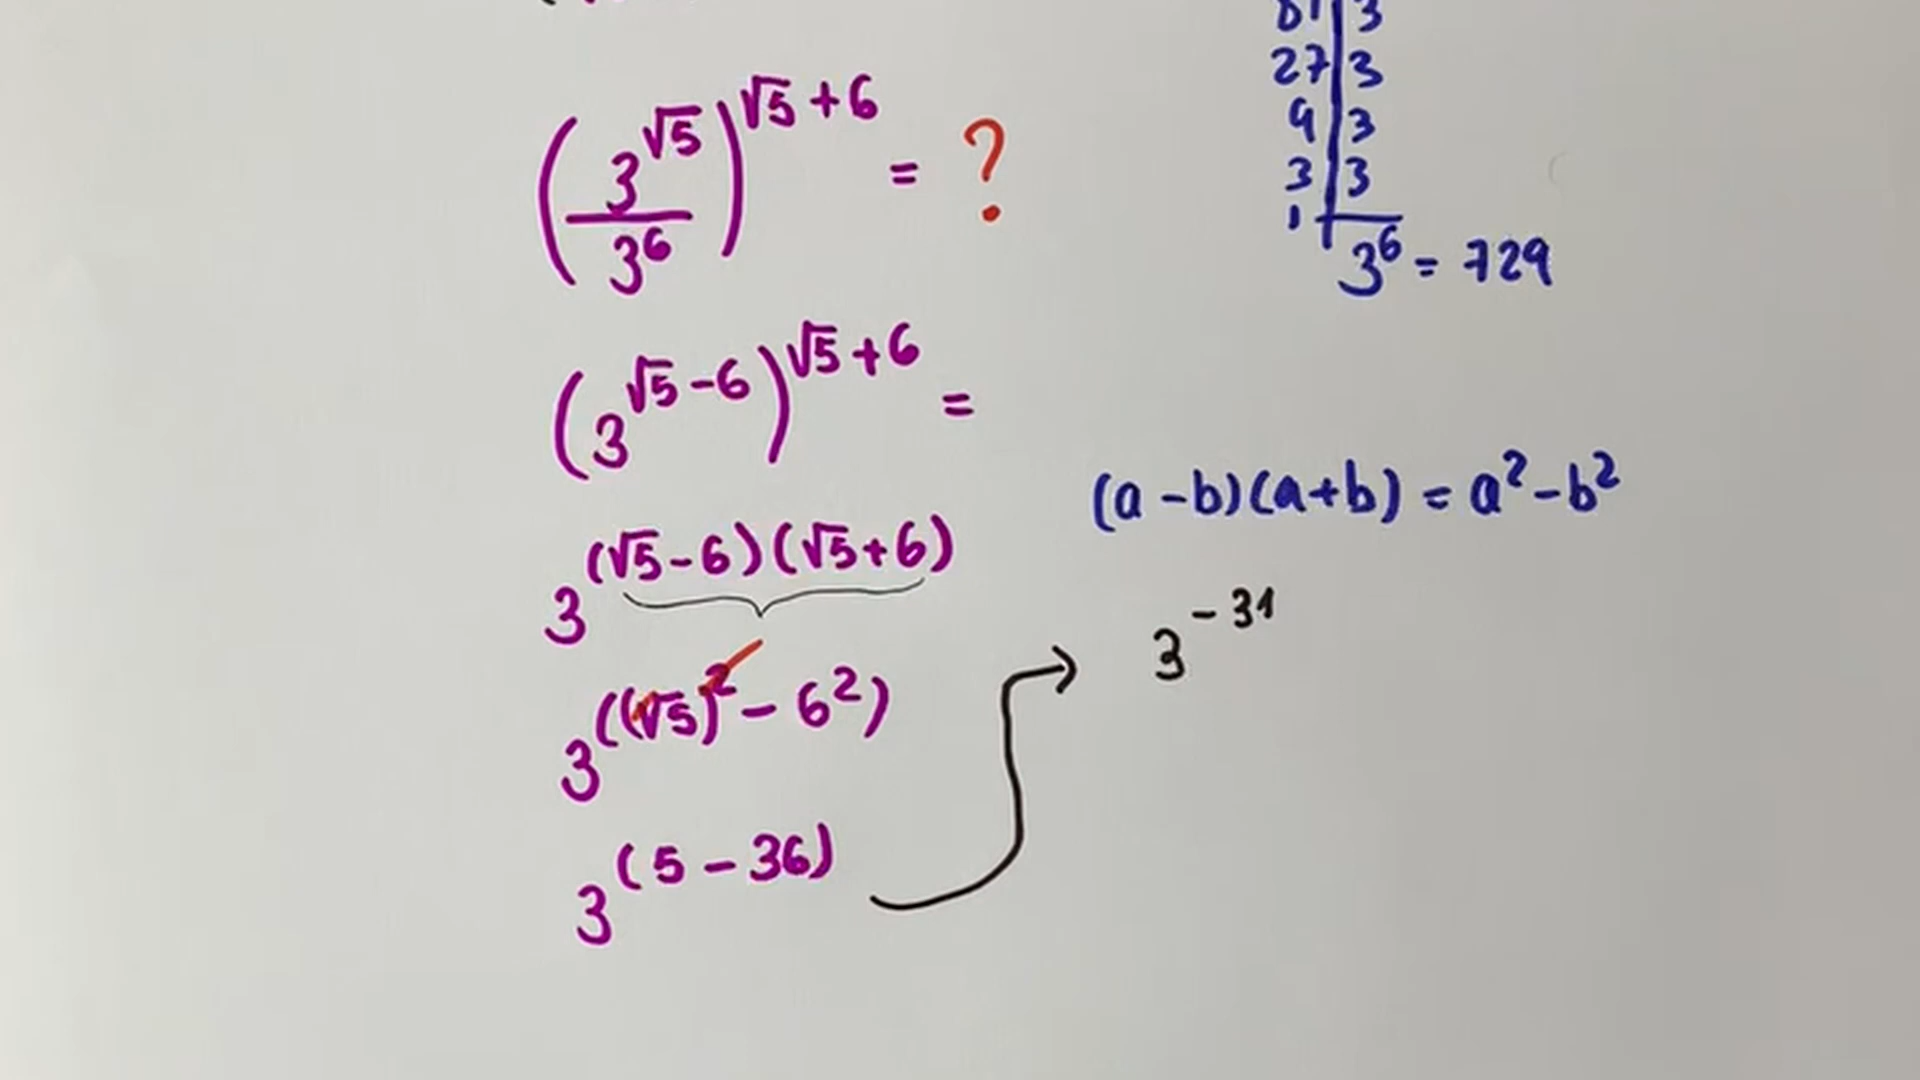 (3^√5 / 3^6)^√5+6 = ?
(3^√5-6)^√5+6 =
3^(√5-6)(√5+6)
3^((√5)^2 - 6^2)
3^(5-36)
81 | 3
27 | 3
9 | 3
3 | 3
1 | 3^6 = 729
(a-b)(a+b) = a^2-b^2
3^-31